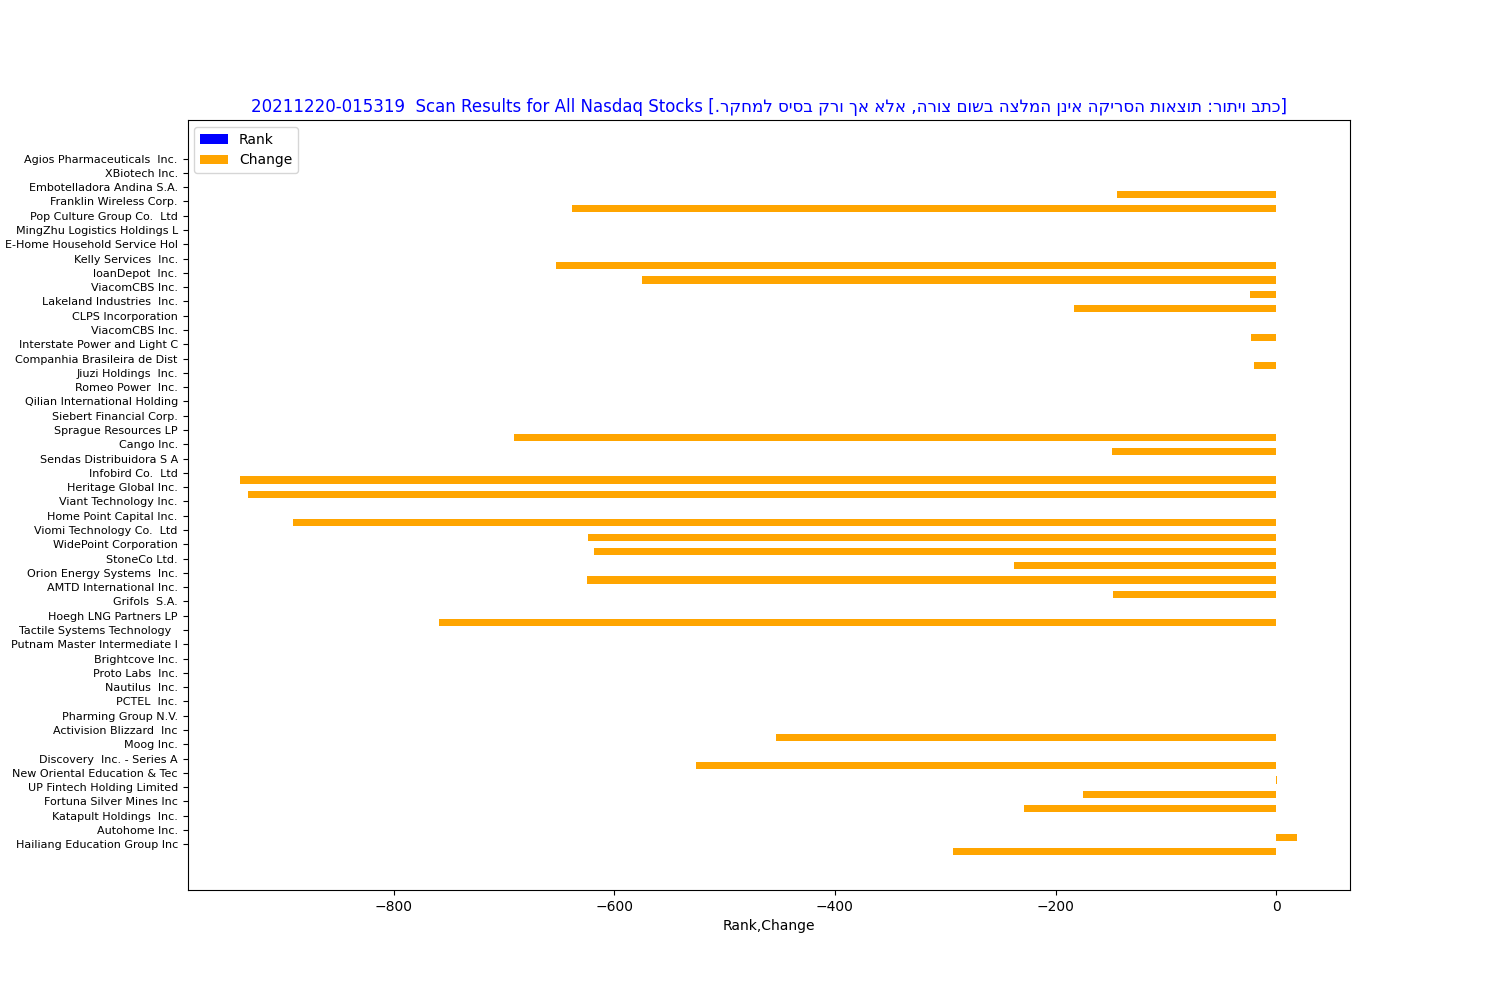 20211220-015319  Scan Results for All Nasdaq Stocks [כתב ויתור: תוצאות הסריקה אינן המלצה בשום צורה, אלא אך ורק בסיס למחקר.]
Rank
Change
Agios Pharmaceuticals  Inc.
XBiotech Inc.
Embotelladora Andina S.A.
Franklin Wireless Corp.
Pop Culture Group Co.  Ltd
MingZhu Logistics Holdings L
E-Home Household Service Hol
Kelly Services  Inc.
loanDepot  Inc.
ViacomCBS Inc.
Lakeland Industries  Inc.
CLPS Incorporation
ViacomCBS Inc.
Interstate Power and Light C
Companhia Brasileira de Dist
Jiuzi Holdings  Inc.
Romeo Power  Inc.
Qilian International Holding
Siebert Financial Corp.
Sprague Resources LP
Cango Inc.
Sendas Distribuidora S A
Infobird Co.  Ltd
Heritage Global Inc.
Viant Technology Inc.
Home Point Capital Inc.
Viomi Technology Co.  Ltd
WidePoint Corporation
StoneCo Ltd.
Orion Energy Systems  Inc.
AMTD International Inc.
Grifols  S.A.
Hoegh LNG Partners LP
Tactile Systems Technology
Putnam Master Intermediate I
Brightcove Inc.
Proto Labs  Inc.
Nautilus  Inc.
PCTEL  Inc.
Pharming Group N.V.
Activision Blizzard  Inc
Moog Inc.
Discovery  Inc. - Series A
New Oriental Education & Tec
UP Fintech Holding Limited
Fortuna Silver Mines Inc
Katapult Holdings  Inc.
Autohome Inc.
Hailiang Education Group Inc
−800 −600 −400 −200 0
Rank,Change